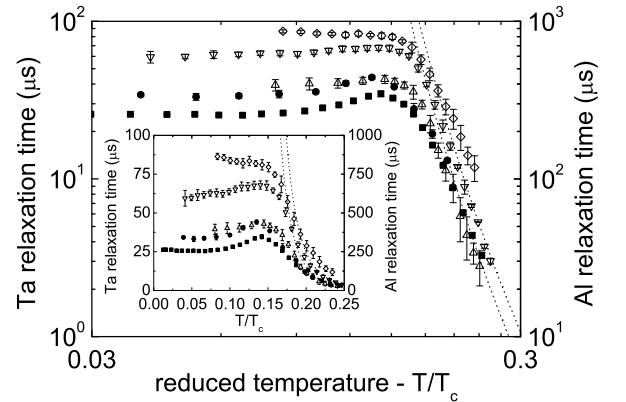 10²
10³
10¹
10²
10⁰
10¹
Ta relaxation time (μs)
Al relaxation time (μs)
0.03
0.3
reduced temperature - T/Tc
100
75
50
25
0
1000
750
500
250
0
Ta relaxation time (μs)
Al relaxation time (μs)
0.00 0.05 0.10 0.15 0.20 0.25
T/Tc